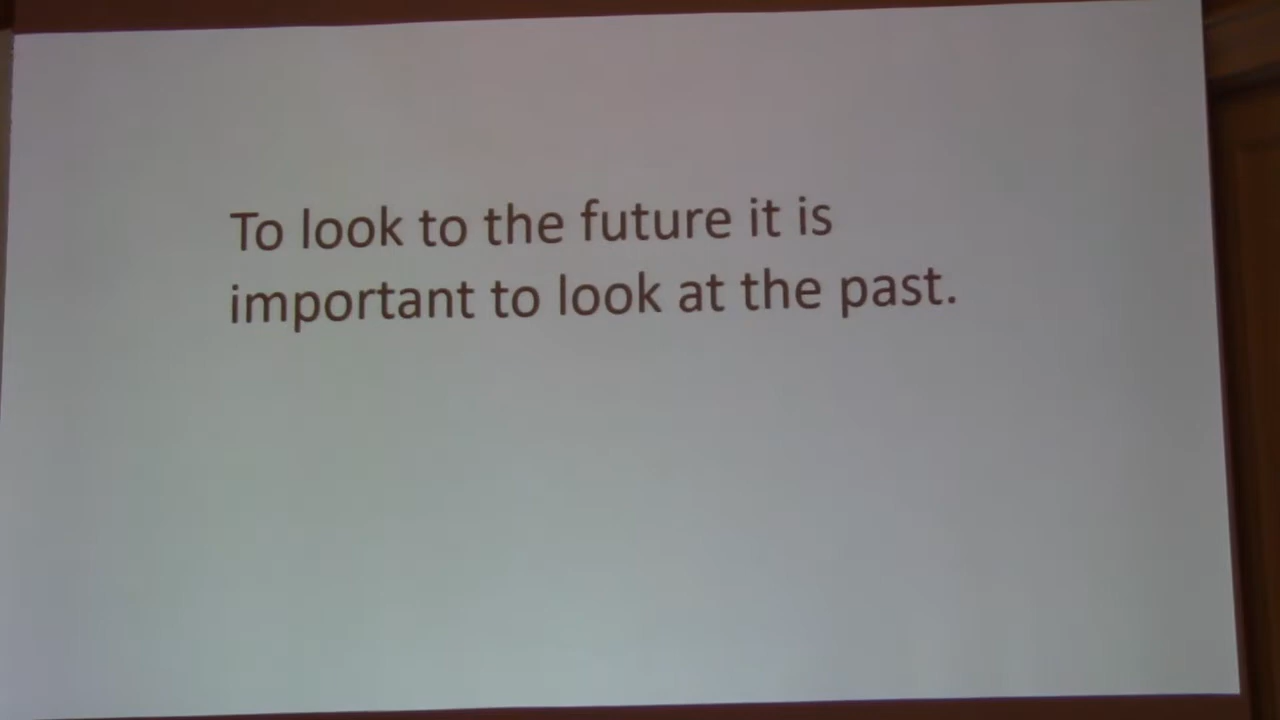 To look to the future it is
important to look at the past.